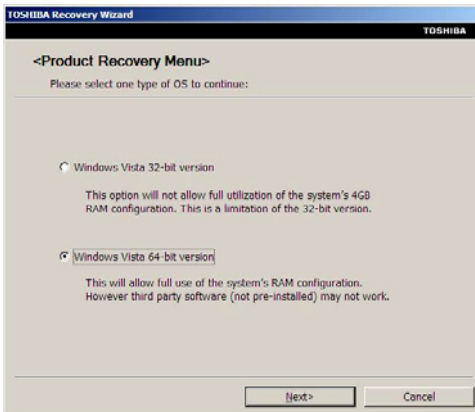 TOSHIBA Recovery Wizard
TOSHIBA
<Product Recovery Menu>
Please select one type of OS to continue:
Windows Vista 32-bit version
This option will not allow full utilization of the system's 4GB
RAM configuration. This is a limitation of the 32-bit version.
Windows Vista 64-bit version
This will allow full use of the system's RAM configuration.
However third party software (not pre-installed) may not work.
Next>
Cancel